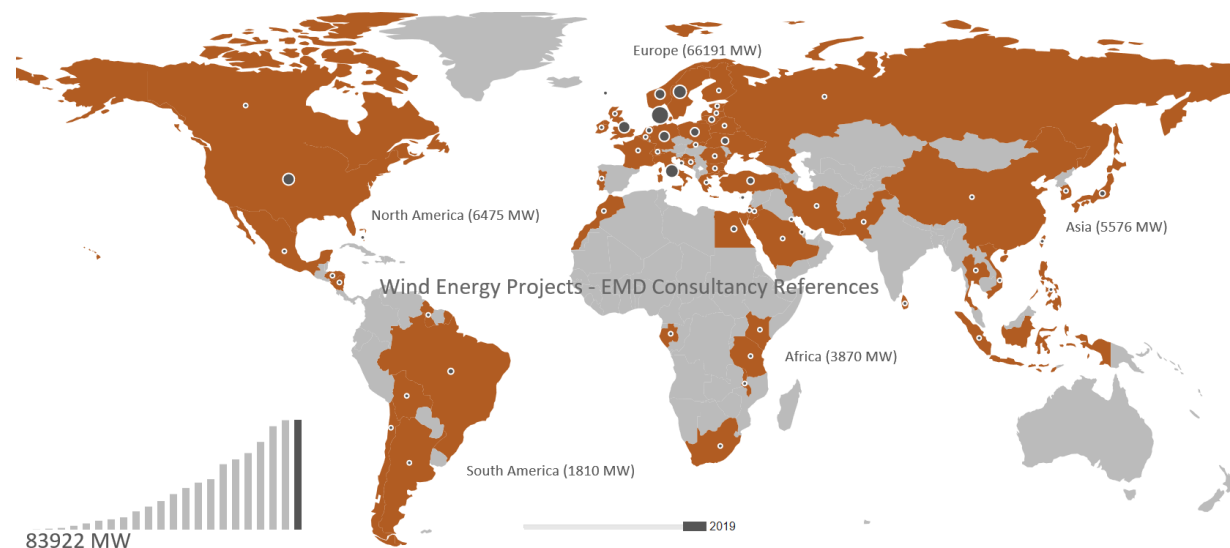 Europe (66191 MW)
North America (6475 MW)
Asia (5576 MW)
Wind Energy Projects - EMD Consultancy References
Africa (3870 MW)
South America (1810 MW)
2019
83922 MW